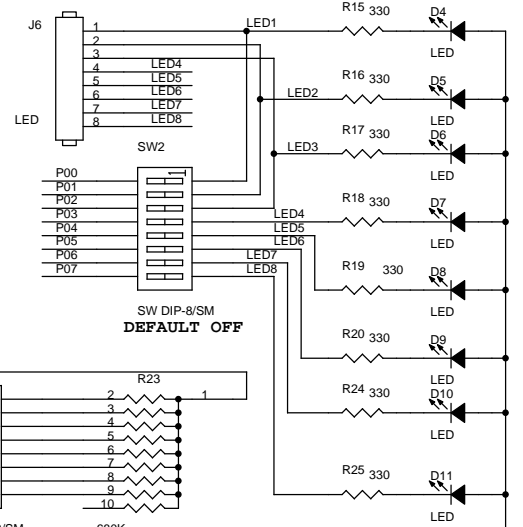 R15 330 D4
J6 1 LED1
2 LED
3
4 LED4 R16 330 D5
5 LED5
6 LED6 LED2
7 LED7
LED 8 LED8 LED
R17 330 D6
SW2
LED3
P00 LED
P01
P02 R18 330 D7
P03 LED4
P04 LED5
P05 LED6 LED
P06 LED7
P07 LED8 R19 330 D8
SW DIP-8/SM LED
DEFAULT OFF
R20 330 D9
LED
R23 R24 330 D10
2 1
3
4 LED
5
6
7 R25 330 D11
8
9
10
LED